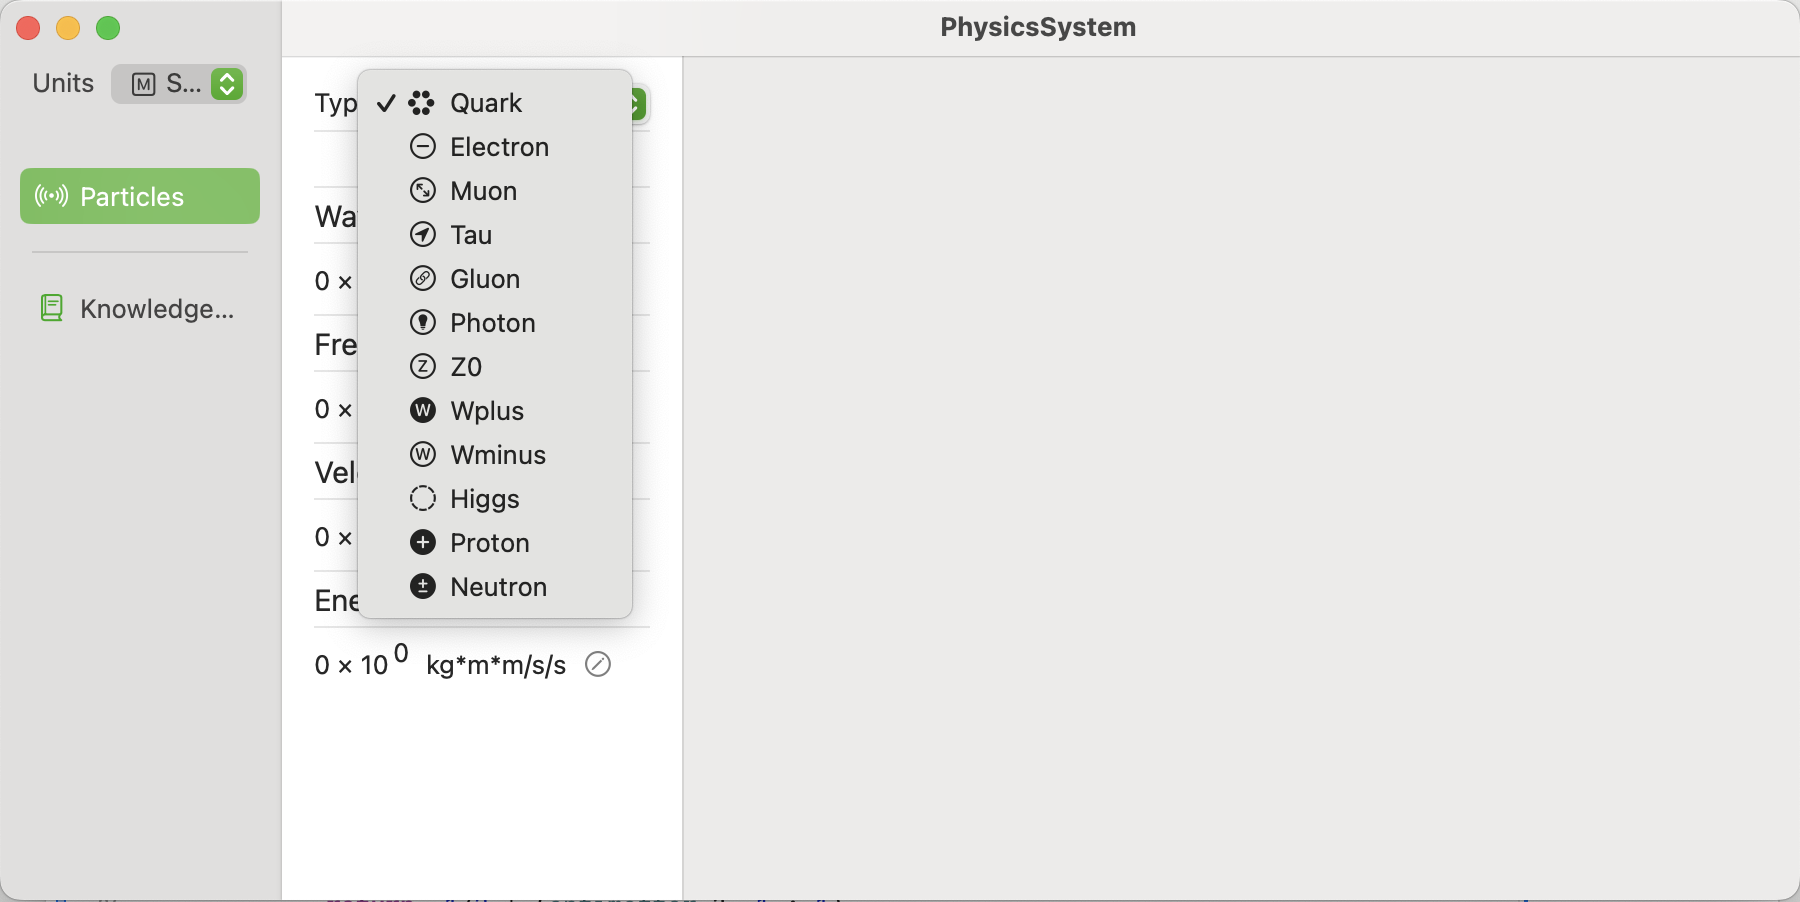 PhysicsSystem
Units
M S...
Particles
Knowledge...
Typ
Quark
Electron
Muon
Tau
Gluon
Photon
Z Z0
W Wplus
W Wminus
Higgs
Proton
Neutron
Wa
0 ×
Fre
0 ×
Vel
0 ×
Ene
0 × 10 0 kg*m*m/s/s